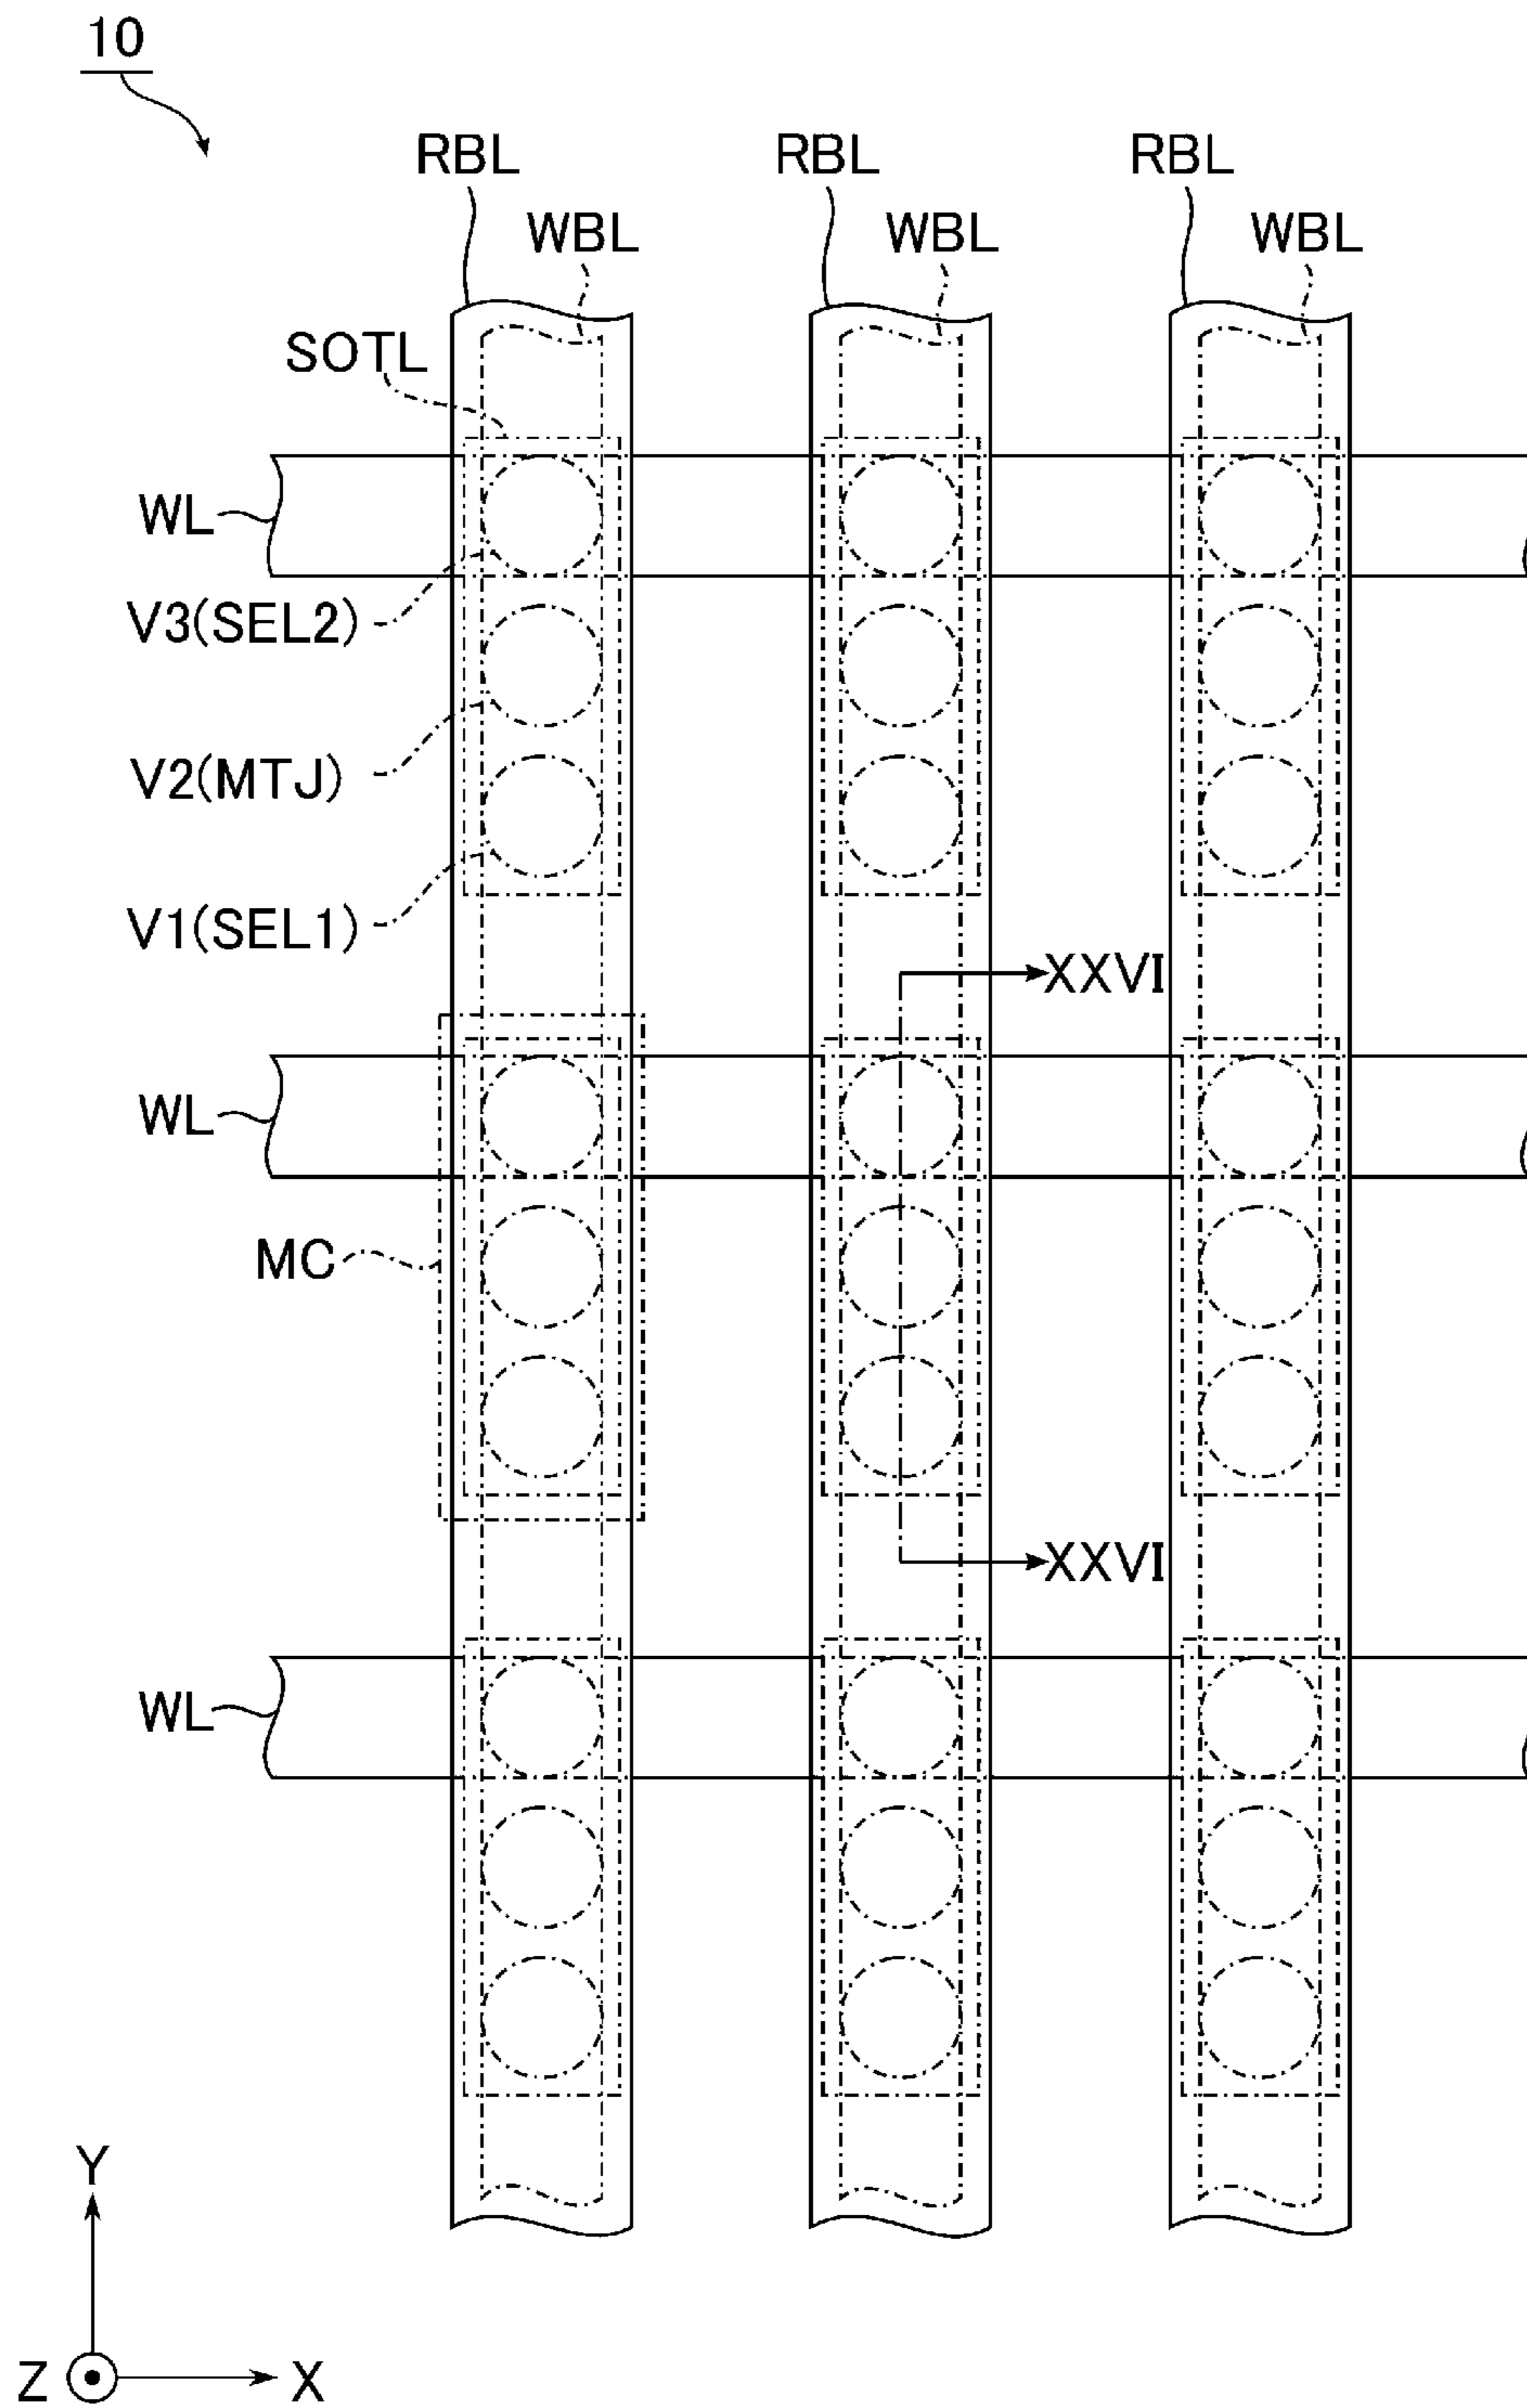 10
RBL RBL RBL
WBL WBL WBL
SOTL
WL
V3(SEL2)
V2(MTJ)
V1(SEL1)
XXVI
WL
MC
XXVI
WL
Y
Z X